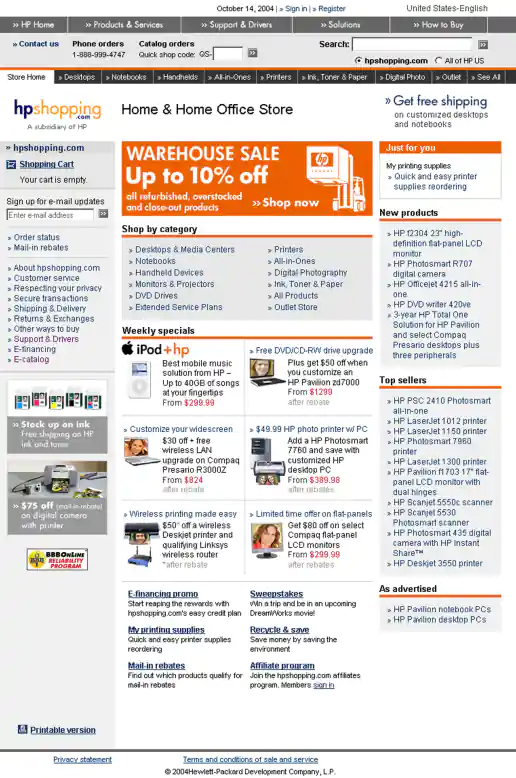 October 14, 2004 | » Sign in | » Register
United States-English
» HP Home
» Products & Services
» Support & Drivers
» Solutions
» How to Buy
» Contact us
Phone orders
1-888-999-4747
Catalog orders
Quick shop code: QS-
Search:
hpshopping.com
All of HP US
Store Home
» Desktops
» Notebooks
» Handhelds
» All-in-Ones
» Printers
» Ink, Toner & Paper
» Digital Photo
» Outlet
» See All
hpshopping
.com
A subsidiary of HP
Home & Home Office Store
» Get free shipping
on customized desktops
and notebooks
» hpshopping.com
Shopping Cart
Your cart is empty.
Sign up for e-mail updates
Enter e-mail address
» Order status
» Mail-in rebates
» About hpshopping.com
» Customer service
» Respecting your privacy
» Secure transactions
» Shipping & Delivery
» Returns & Exchanges
» Other ways to buy
» Support & Drivers
» E-financing
» E-catalog
» Stock up on ink
Free shipping on HP
ink and toner
» $75 off (mail-in rebate)
on digital camera
with printer
BBBOnLine
RELIABILITY
PROGRAM
Printable version
WAREHOUSE SALE
Up to 10% off
all refurbished, overstocked
and close-out products
» Shop now
hp
Shop by category
» Desktops & Media Centers
» Notebooks
» Handheld Devices
» Monitors & Projectors
» DVD Drives
» Extended Service Plans
» Printers
» All-in-Ones
» Digital Photography
» Ink, Toner & Paper
» All Products
» Outlet Store
Weekly specials
iPod+hp
Best mobile music
solution from HP –
Up to 40GB of songs
at your fingertips
From $299.99
» Free DVD/CD-RW drive upgrade
Plus get $50 off when
you customize an
HP Pavilion zd7000
From $1299
after rebate
» Customize your widescreen
$30 off + free
wireless LAN
upgrade on Compaq
Presario R3000Z
From $824
after rebate
» $49.99 HP photo printer w/ PC
Add a HP Photosmart
7760 and save with
customized HP
desktop PC
From $389.98
after rebates
» Wireless printing made easy
$50* off a wireless
Deskjet printer and
qualifying Linksys
wireless router
*after rebate
» Limited time offer on flat-panels
Get $80 off on select
Compaq flat-panel
LCD monitors
From $299.99
after rebates
E-financing promo
Start reaping the rewards with
hpshopping.com's easy credit plan
Sweepstakes
Win a trip and be in an upcoming
DreamWorks movie!
My printing supplies
Quick and easy printer supplies
reordering
Recycle & save
Save money by saving the
environment
Mail-in rebates
Find out which products qualify for
mail-in rebates
Affiliate program
Join the hpshopping.com affiliates
program. Members sign in
Just for you
My printing supplies
» Quick and easy printer
supplies reordering
New products
» HP f2304 23" high-
definition flat-panel LCD
monitor
» HP Photosmart R707
digital camera
» HP Officejet 4215 all-in-
one
» HP DVD writer 420ve
» 3-year HP Total One
Solution for HP Pavilion
and select Compaq
Presario desktops plus
three peripherals
Top sellers
» HP PSC 2410 Photosmart
all-in-one
» HP LaserJet 1012 printer
» HP LaserJet 1150 printer
» HP Photosmart 7960
printer
» HP LaserJet 1300 printer
» HP Pavilion f1703 17" flat-
panel LCD monitor with
dual hinges
» HP Scanjet 5550c scanner
» HP Scanjet 5530
Photosmart scanner
» HP Photosmart 435 digital
camera with HP Instant
Share™
» HP Deskjet 3550 printer
As advertised
» HP Pavilion notebook PCs
» HP Pavilion desktop PCs
Privacy statement
Terms and conditions of sale and service
© 2004Hewlett-Packard Development Company, L.P.